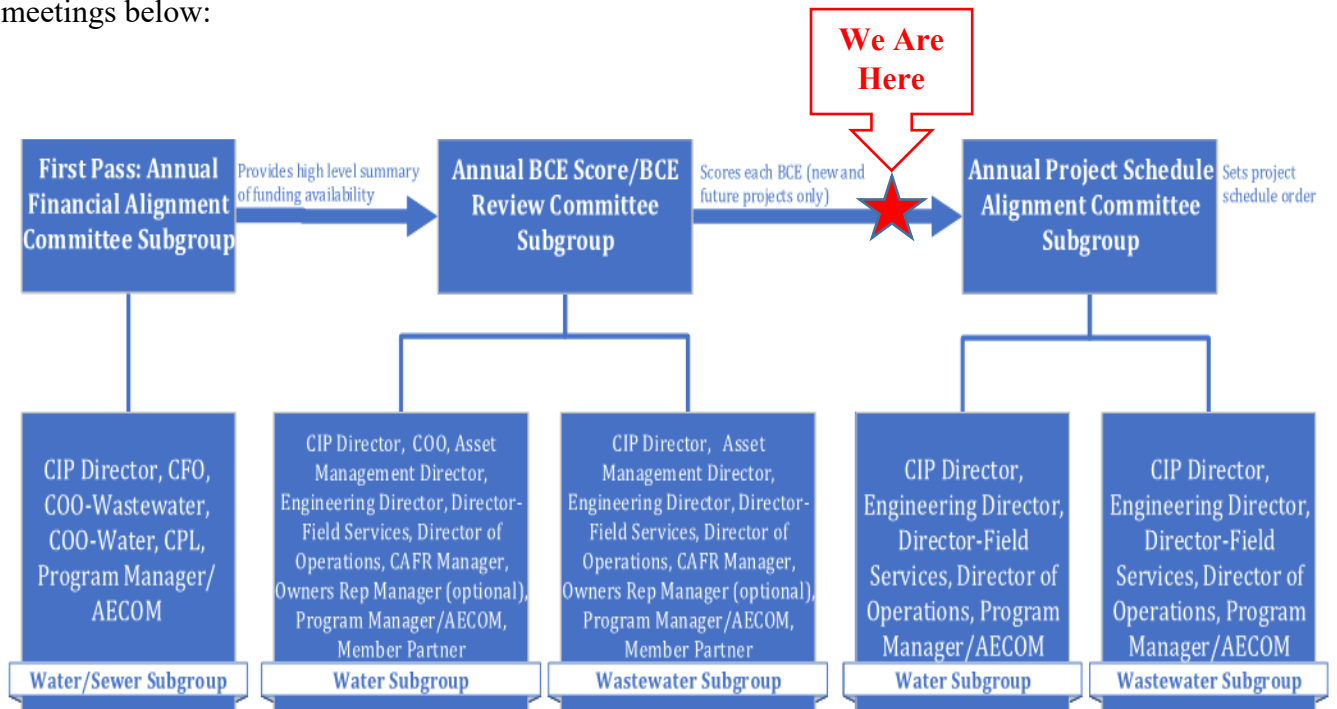 meetings below:
We Are
Here
First Pass: Annual
Financial Alignment
Committee Subgroup
Provides high level summary
of funding availability
Annual BCE Score/BCE
Review Committee
Subgroup
Scores each BCE (new and
future projects only)
Annual Project Schedule
Alignment Committee
Subgroup
Sets project
schedule order
CIP Director, CFO,
COO-Wastewater,
COO-Water, CPL,
Program Manager/
AECOM
Water/Sewer Subgroup
CIP Director, COO, Asset
Management Director,
Engineering Director, Director-
Field Services, Director of
Operations, CAFR Manager,
Owners Rep Manager (optional),
Program Manager/AECOM,
Member Partner
Water Subgroup
CIP Director, Asset
Management Director,
Engineering Director, Director-
Field Services, Director of
Operations, CAFR Manager,
Owners Rep Manager (optional),
Program Manager/AECOM,
Member Partner
Wastewater Subgroup
CIP Director,
Engineering Director,
Director-Field
Services, Director of
Operations, Program
Manager/AECOM
Water Subgroup
CIP Director,
Engineering Director,
Director-Field
Services, Director of
Operations, Program
Manager/AECOM
Wastewater Subgroup